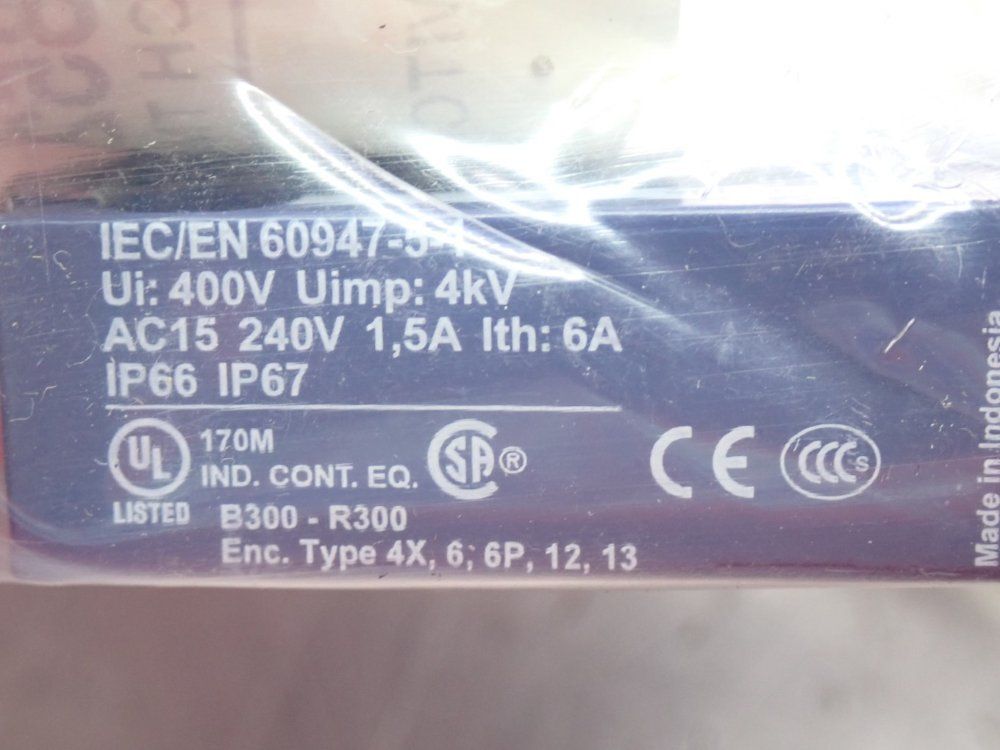 IEC/EN 60947-5-1
Ui: 400V Uimp: 4kV
AC15 240V 1,5A Ith: 6A
IP66 IP67
UL
LISTED
170M
IND. CONT. EQ.
SA ®
CE
CCC S
B300 - R300
Enc. Type 4X, 6, 6P, 12, 13
Made in Indonesia